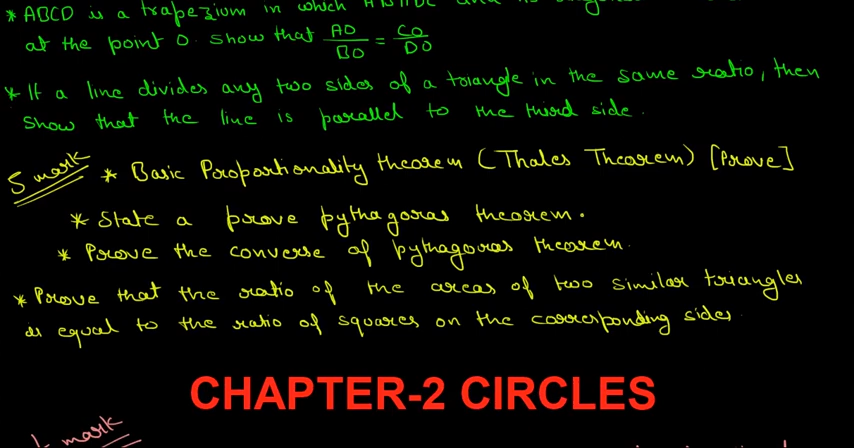 * ABCD is a trapezium in which AB∥DC and its
at the point O. Show that AO/BO = CO/DO
* If a line divides any two sides of a triangle in the same ratio, then
show that the line is parallel to the third side.
5 mark * Basic Proportionality theorem (Thales Theorem) [Prove]
* State a prove pythagoras theorem.
* Prove the converse of pythagoras theorem.
* Prove that the ratio of the areas of two similar triangles
is equal to the ratio of squares on the corresponding sides.
CHAPTER-2 CIRCLES
mark